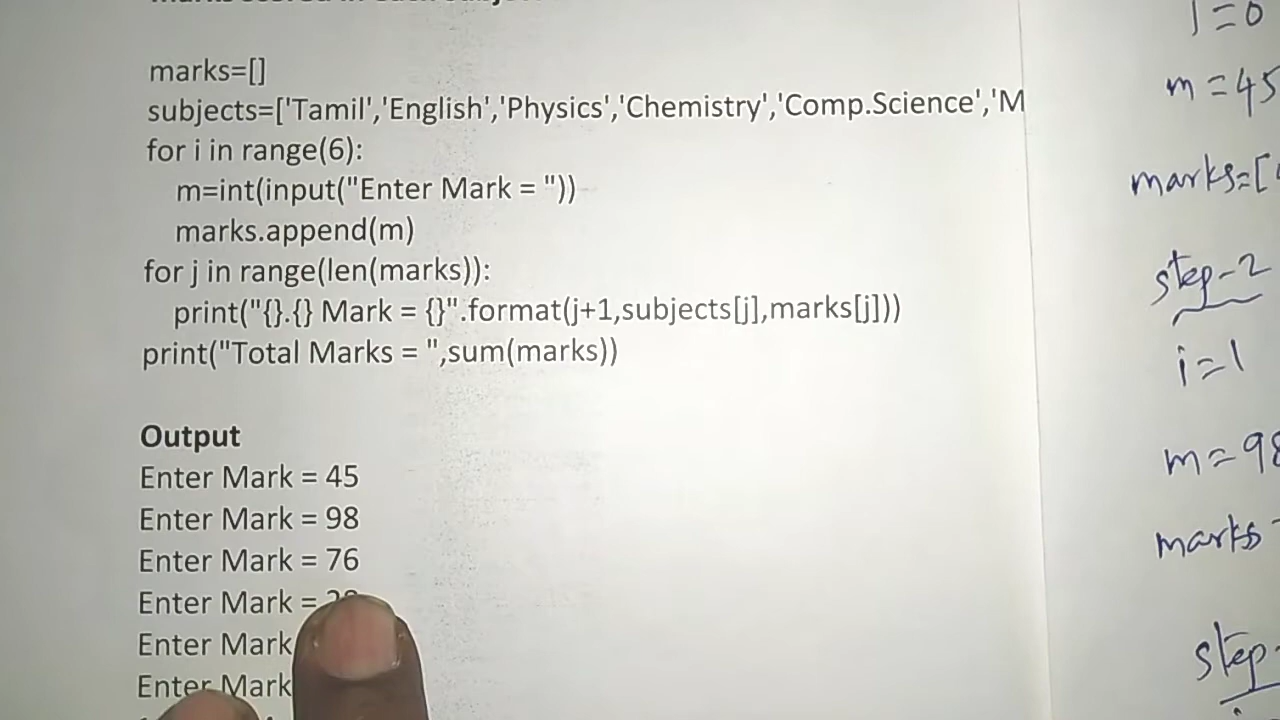 marks=[]
subjects=['Tamil','English','Physics','Chemistry','Comp.Science','M
for i in range(6):
m=int(input("Enter Mark = "))
marks.append(m)
for j in range(len(marks)):
print("{}.{} Mark = {}".format(j+1,subjects[j],marks[j]))
print("Total Marks = ",sum(marks))
Output
Enter Mark = 45
Enter Mark = 98
Enter Mark = 76
Enter Mark =
Enter Mark
Enter Mark
m=45
marks=[
step-2
i=1
m=98
marks
step-